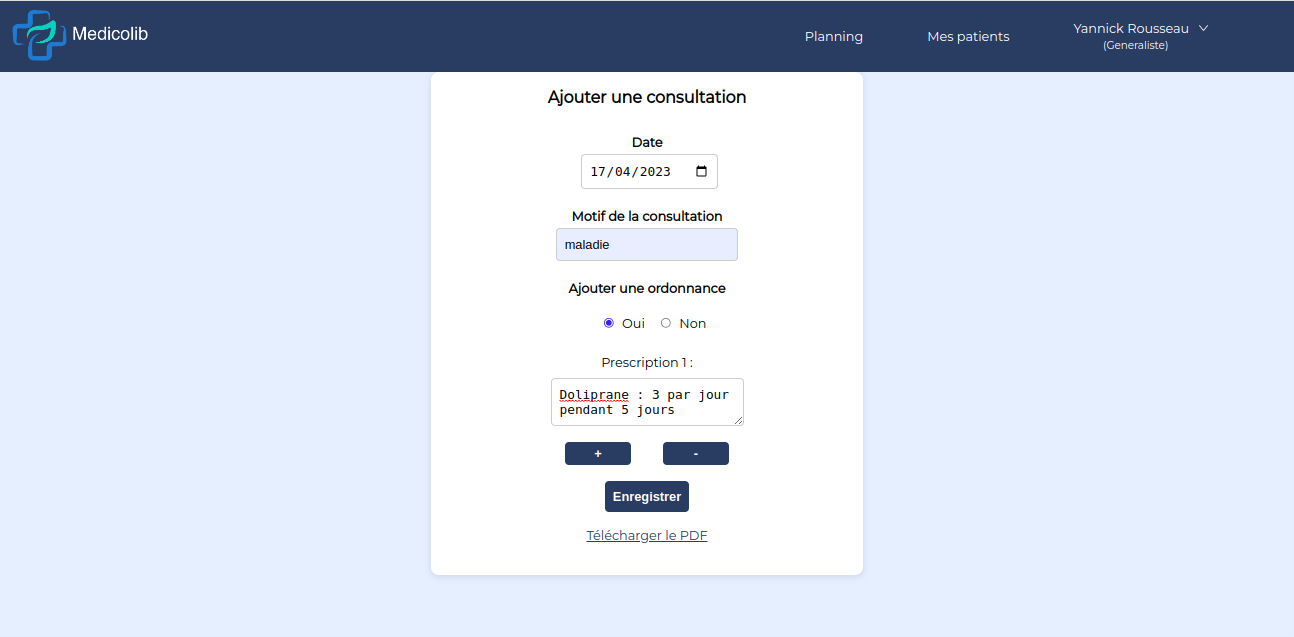 Medicolib
Planning
Mes patients
Yannick Rousseau
(Generaliste)
Ajouter une consultation
Date
17/04/2023
Motif de la consultation
maladie
Ajouter une ordonnance
Oui Non
Prescription 1 :
Doliprane : 3 par jour
pendant 5 jours
+ -
Enregistrer
Télécharger le PDF